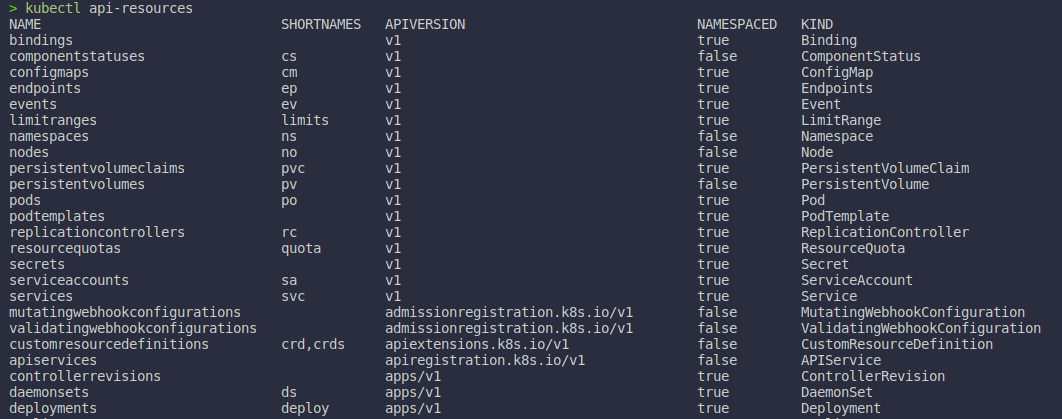 > kubectl api-resources
NAME SHORTNAMES APIVERSION NAMESPACED KIND
bindings v1 true Binding
componentstatuses cs v1 false ComponentStatus
configmaps cm v1 true ConfigMap
endpoints ep v1 true Endpoints
events ev v1 true Event
limitranges limits v1 true LimitRange
namespaces ns v1 false Namespace
nodes no v1 false Node
persistentvolumeclaims pvc v1 true PersistentVolumeClaim
persistentvolumes pv v1 false PersistentVolume
pods po v1 true Pod
podtemplates v1 true PodTemplate
replicationcontrollers rc v1 true ReplicationController
resourcequotas quota v1 true ResourceQuota
secrets v1 true Secret
serviceaccounts sa v1 true ServiceAccount
services svc v1 true Service
mutatingwebhookconfigurations admissionregistration.k8s.io/v1 false MutatingWebhookConfiguration
validatingwebhookconfigurations admissionregistration.k8s.io/v1 false ValidatingWebhookConfiguration
customresourcedefinitions crd,crds apiextensions.k8s.io/v1 false CustomResourceDefinition
apiservices apiregistration.k8s.io/v1 false APIService
controllerrevisions apps/v1 true ControllerRevision
daemonsets ds apps/v1 true DaemonSet
deployments deploy apps/v1 true Deployment